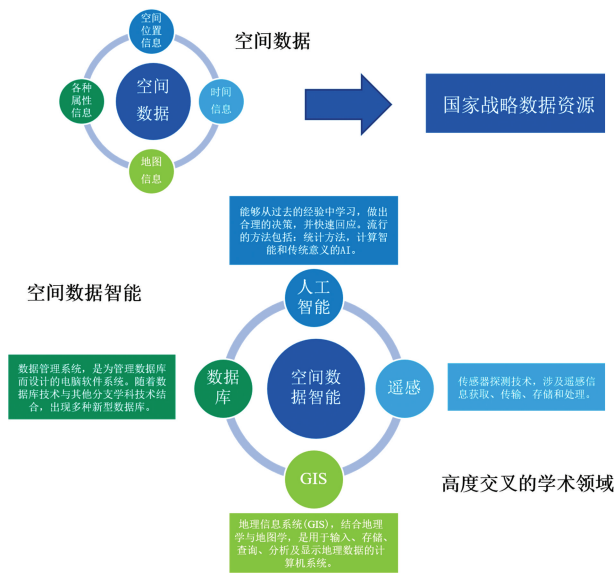 空间
位置
信息
空间数据
各种
属性
信息
空间
数据
时间
信息
国家战略数据资源
地图
信息
能够从过去的经验中学习，做出
合理的决策，并快速回应。流行
的方法包括：统计方法，计算智
能和传统意义的AI。
人工
智能
空间数据智能
数据管理系统，是为管理数据库
而设计的电脑软件系统。随着数
据库技术与其他分支学科技术结
合，出现多种新型数据库。
数据
库
空间数
据智能
遥感
传感器探测技术，涉及遥感信
息获取、传输、存储和处理。
GIS
高度交叉的学术领域
地理信息系统(GIS)，结合地理
学与地图学，是用于输入、存储、
查询、分析及显示地理数据的计
算机系统。